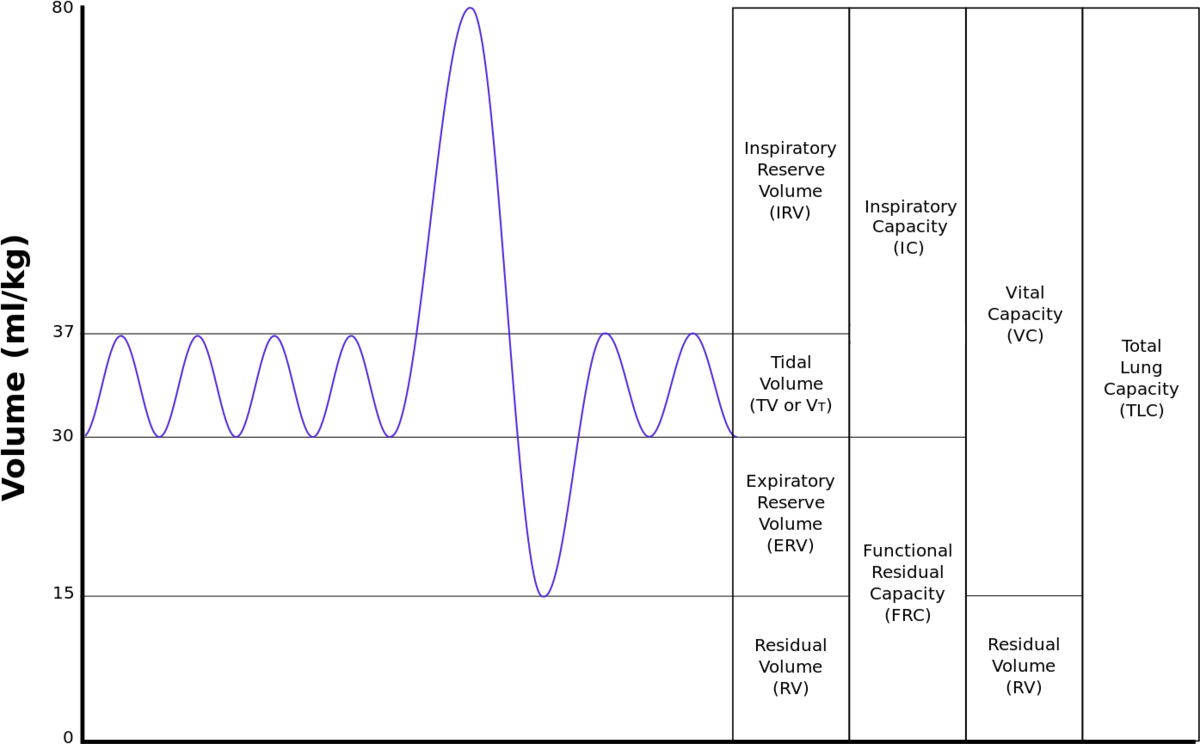 80
37
30
15
0
Volume (ml/kg)
Inspiratory
Reserve
Volume
(IRV)
Tidal
Volume
(TV or VT)
Expiratory
Reserve
Volume
(ERV)
Residual
Volume
(RV)
Inspiratory
Capacity
(IC)
Functional
Residual
Capacity
(FRC)
Vital
Capacity
(VC)
Residual
Volume
(RV)
Total
Lung
Capacity
(TLC)